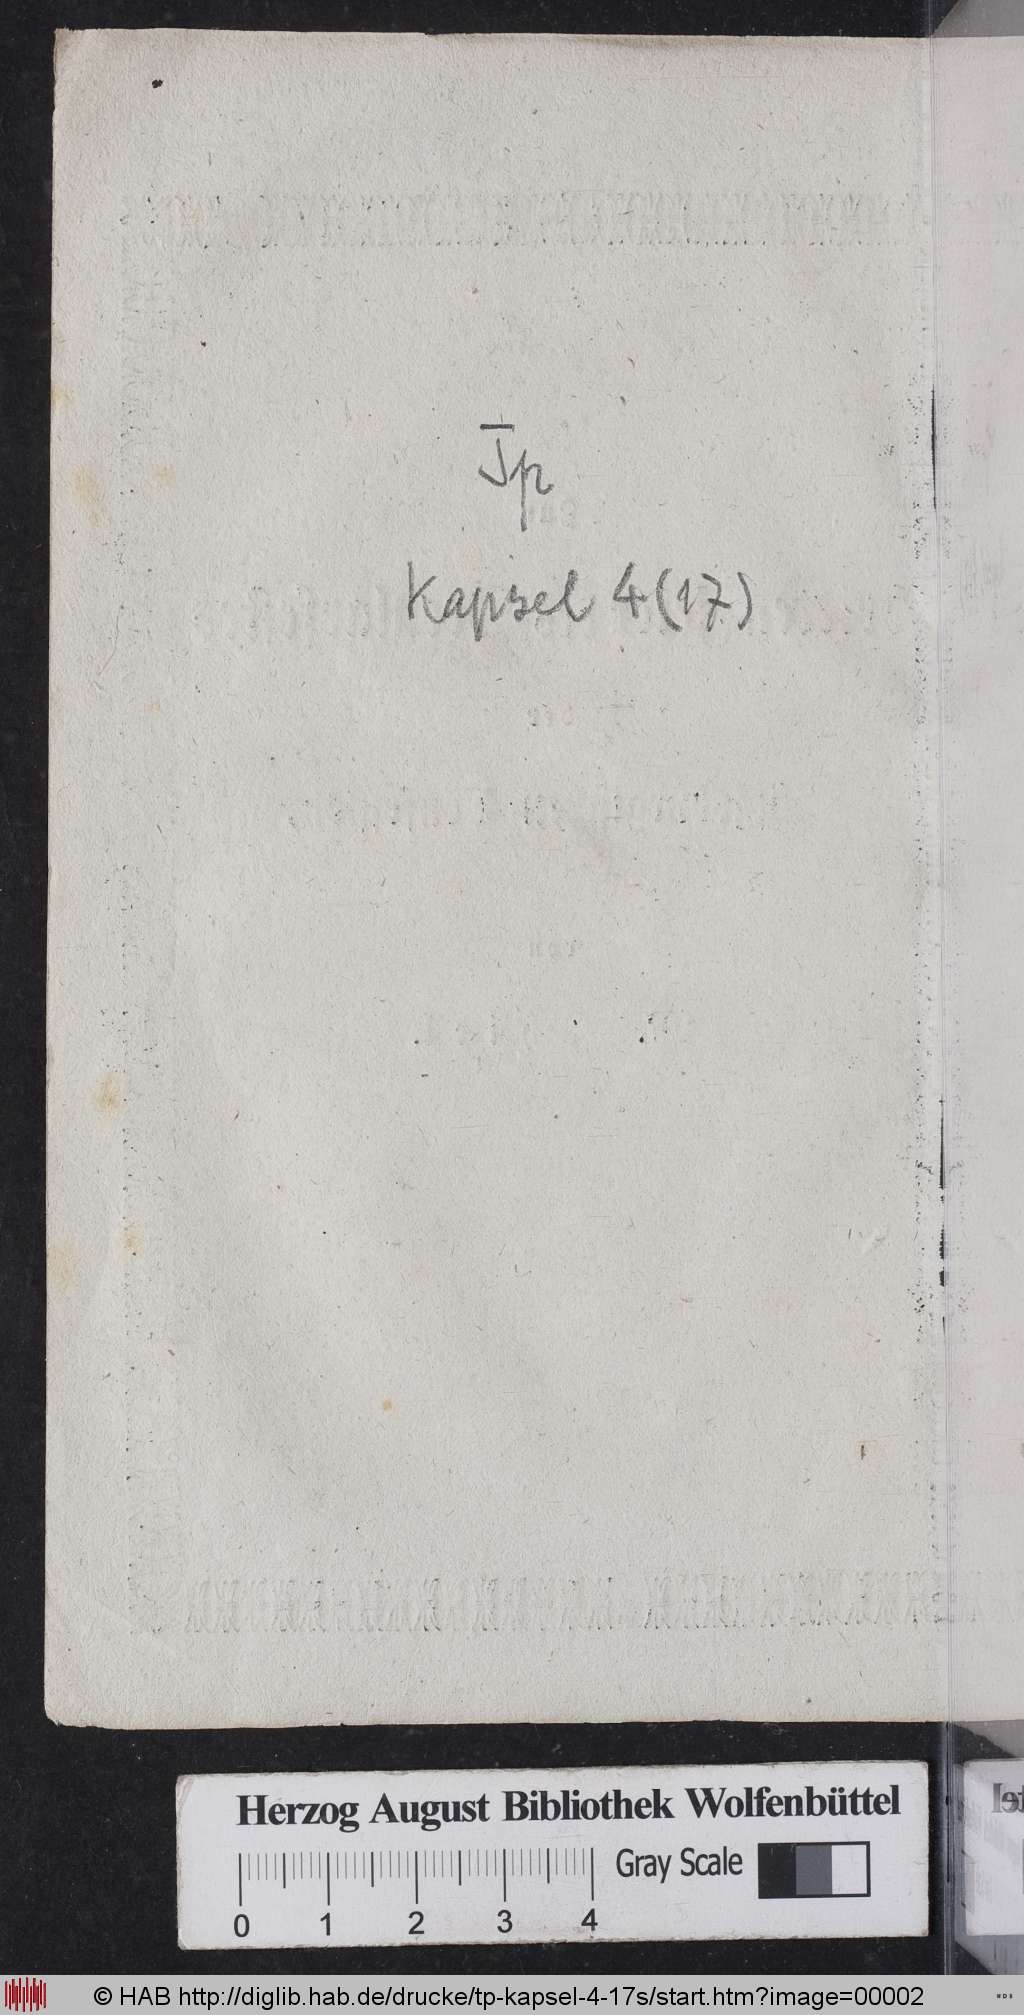 Tp
Kapsel 4 (17)
Herzog August Bibliothek Wolfenbüttel
Gray Scale
0 1 2 3 4
© HAB http://diglib.hab.de/drucke/tp-kapsel-4-17s/start.htm?image=00002